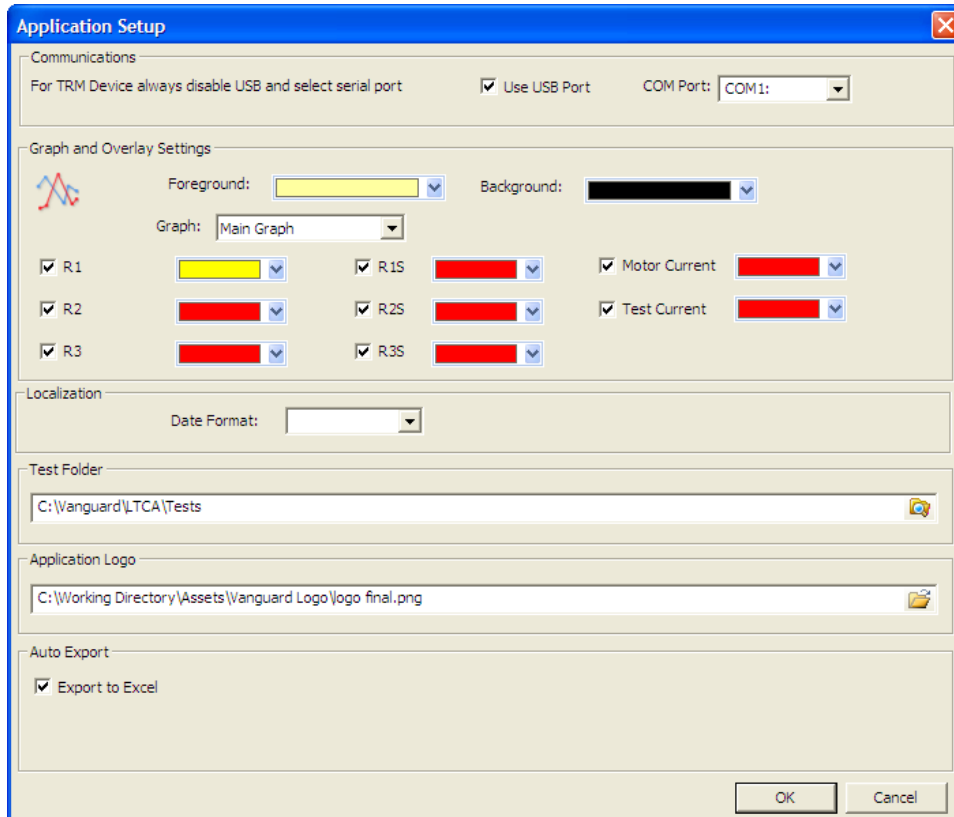 Application Setup
Communications
For TRM Device always disable USB and select serial port Use USB Port COM Port: COM1:
Graph and Overlay Settings
Foreground: Background:
Graph: Main Graph
R1 R1S Motor Current
R2 R2S Test Current
R3 R3S
Localization
Date Format:
Test Folder
C:\Vanguard\LTCA\Tests
Application Logo
C:\Working Directory\Assets\Vanguard Logo\logo final.png
Auto Export
Export to Excel
OK Cancel